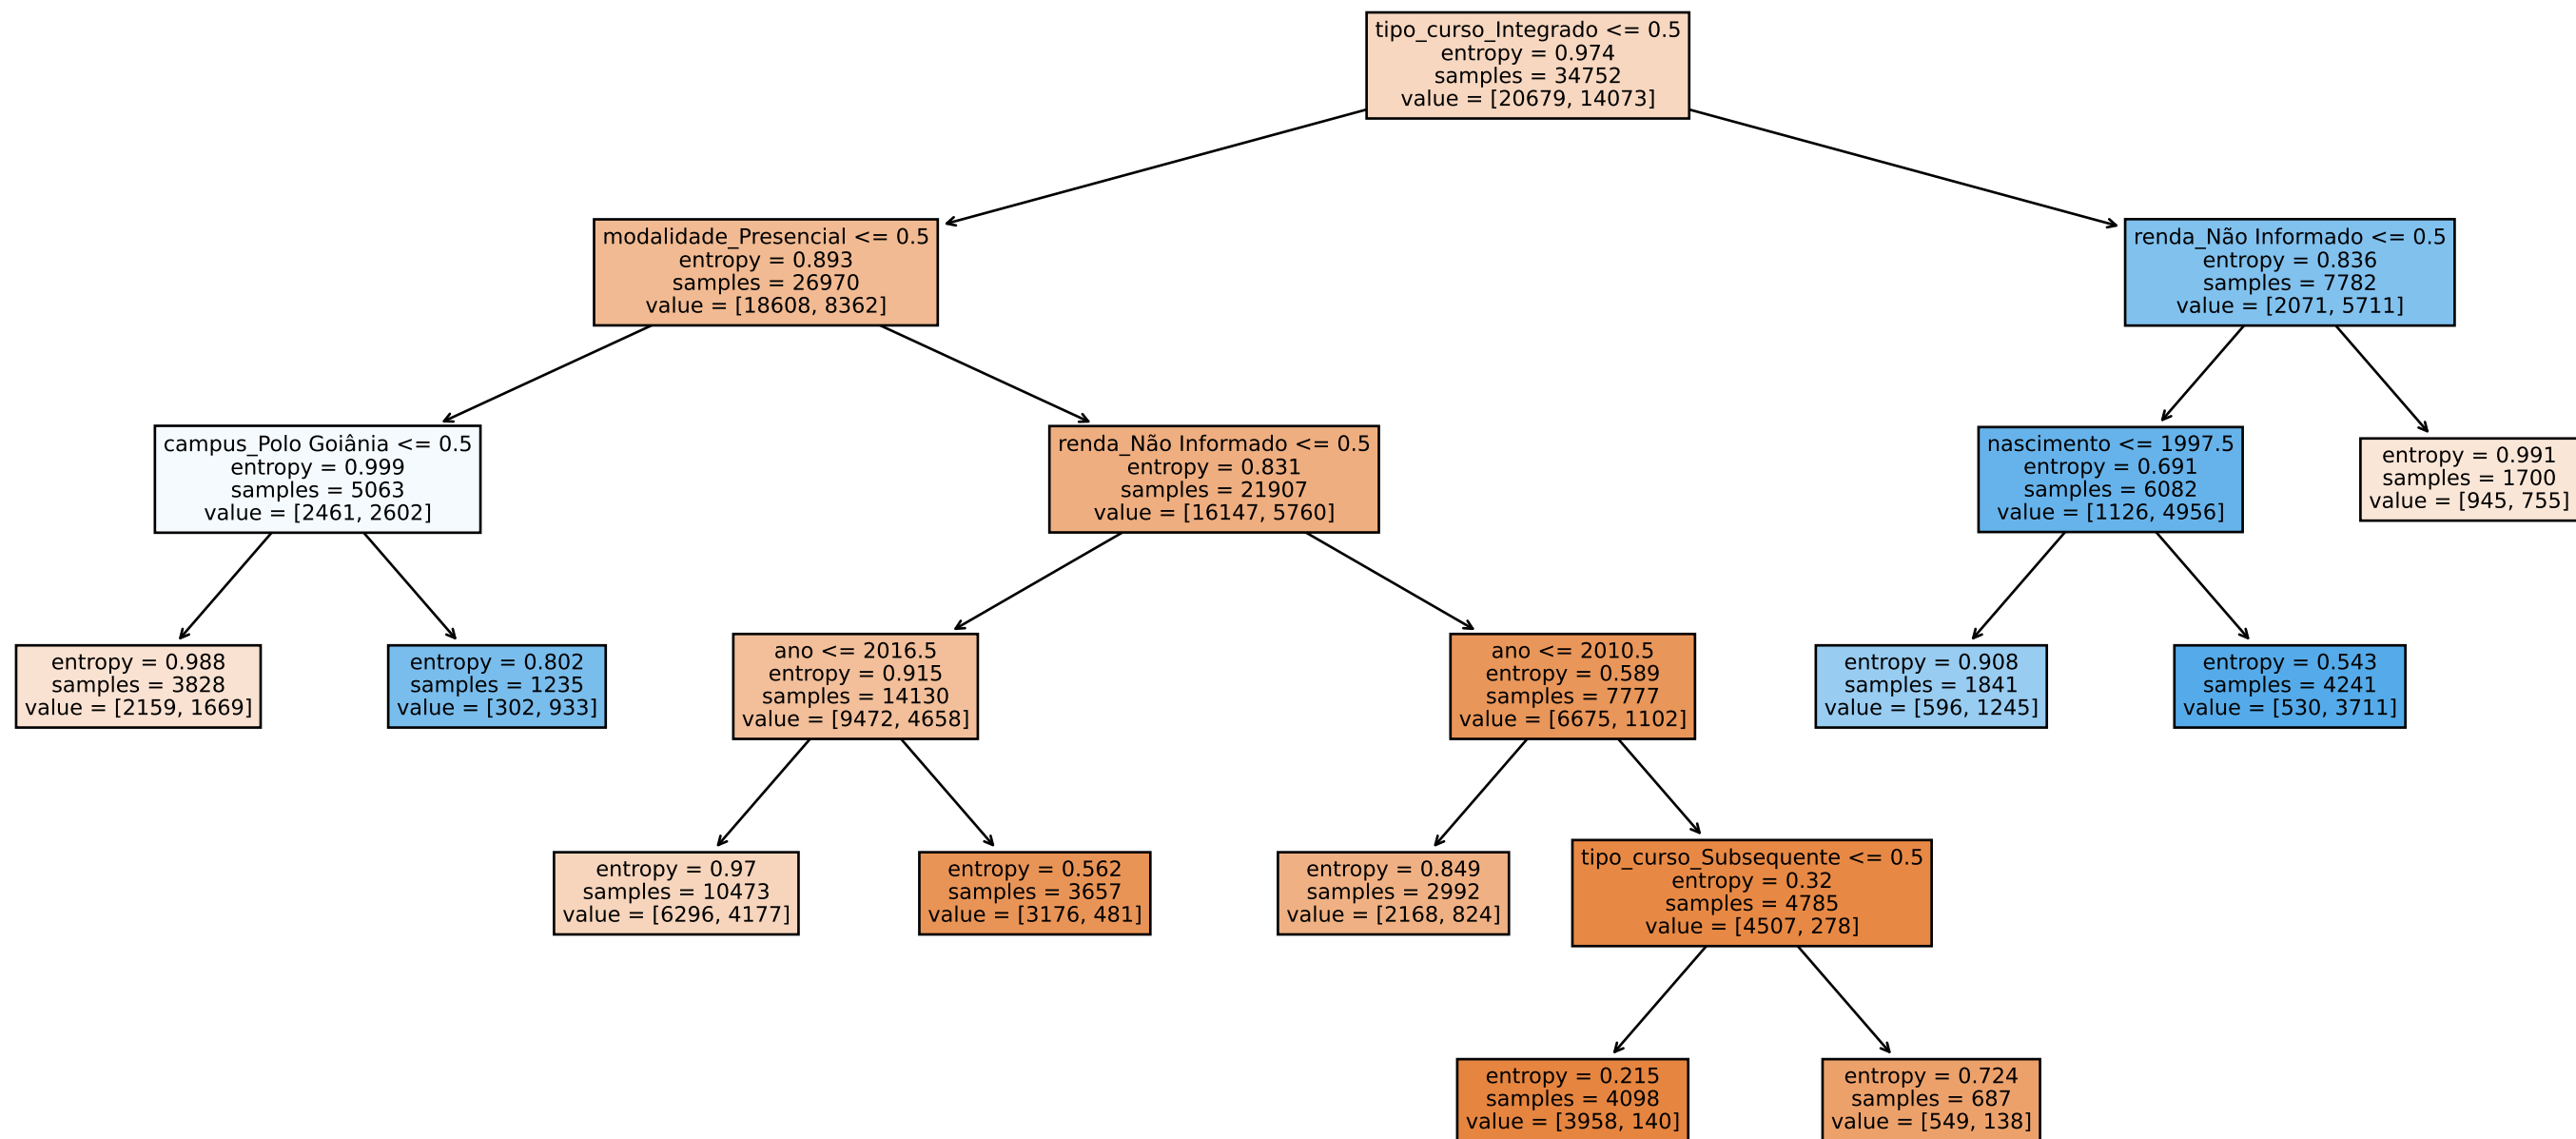 tipo_curso_Integrado <= 0.5
entropy = 0.974
samples = 34752
value = [20679, 14073]
modalidade_Presencial <= 0.5
entropy = 0.893
samples = 26970
value = [18608, 8362]
renda_Não Informado <= 0.5
entropy = 0.836
samples = 7782
value = [2071, 5711]
campus_Polo Goiânia <= 0.5
entropy = 0.999
samples = 5063
value = [2461, 2602]
renda_Não Informado <= 0.5
entropy = 0.831
samples = 21907
value = [16147, 5760]
nascimento <= 1997.5
entropy = 0.691
samples = 6082
value = [1126, 4956]
entropy = 0.991
samples = 1700
value = [945, 755]
entropy = 0.988
samples = 3828
value = [2159, 1669]
entropy = 0.802
samples = 1235
value = [302, 933]
ano <= 2016.5
entropy = 0.915
samples = 14130
value = [9472, 4658]
ano <= 2010.5
entropy = 0.589
samples = 7777
value = [6675, 1102]
entropy = 0.908
samples = 1841
value = [596, 1245]
entropy = 0.543
samples = 4241
value = [530, 3711]
entropy = 0.97
samples = 10473
value = [6296, 4177]
entropy = 0.562
samples = 3657
value = [3176, 481]
entropy = 0.849
samples = 2992
value = [2168, 824]
tipo_curso_Subsequente <= 0.5
entropy = 0.32
samples = 4785
value = [4507, 278]
entropy = 0.215
samples = 4098
value = [3958, 140]
entropy = 0.724
samples = 687
value = [549, 138]